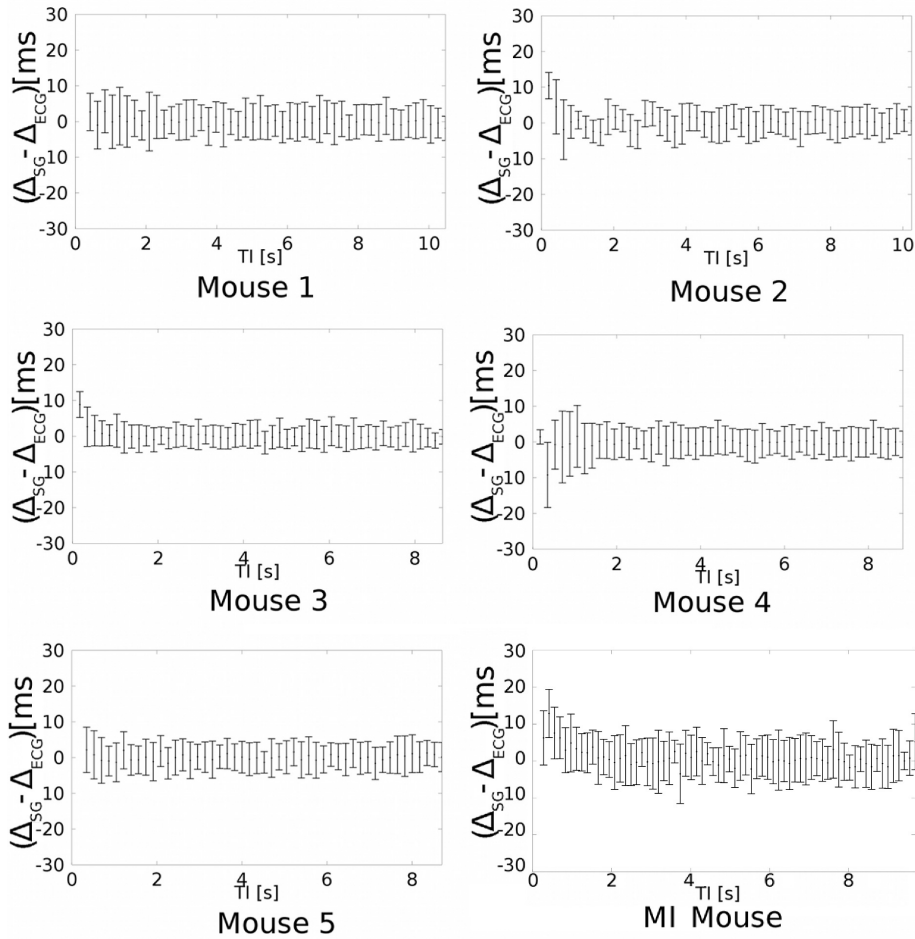 30
20
10
0
-10
-20
-30
(Δ_SG - Δ_ECG)[ms
0 2 4 6 8 10
TI [s]
Mouse 1
30
20
10
0
-10
-20
-30
(Δ_SG - Δ_ECG)[ms
0 2 4 6 8 10
TI [s]
Mouse 2
30
20
10
0
-10
-20
-30
(Δ_SG - Δ_ECG)[ms
0 2 4 6 8
TI [s]
Mouse 3
30
20
10
0
-10
-20
-30
(Δ_SG - Δ_ECG)[ms
0 2 4 6 8
TI [s]
Mouse 4
30
20
10
0
-10
-20
-30
(Δ_SG - Δ_ECG)[ms
0 2 4 6 8
TI [s]
Mouse 5
30
20
10
0
10
20
-30
(Δ_SG - Δ_ECG)[ms
0 2 4 6 8
TI [s]
MI Mouse